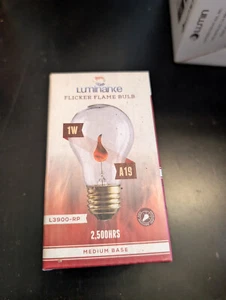 Luminance
FLICKER FLAME BULB
1W
A19
L3900-RP
2,500HRS
MEDIUM BASE